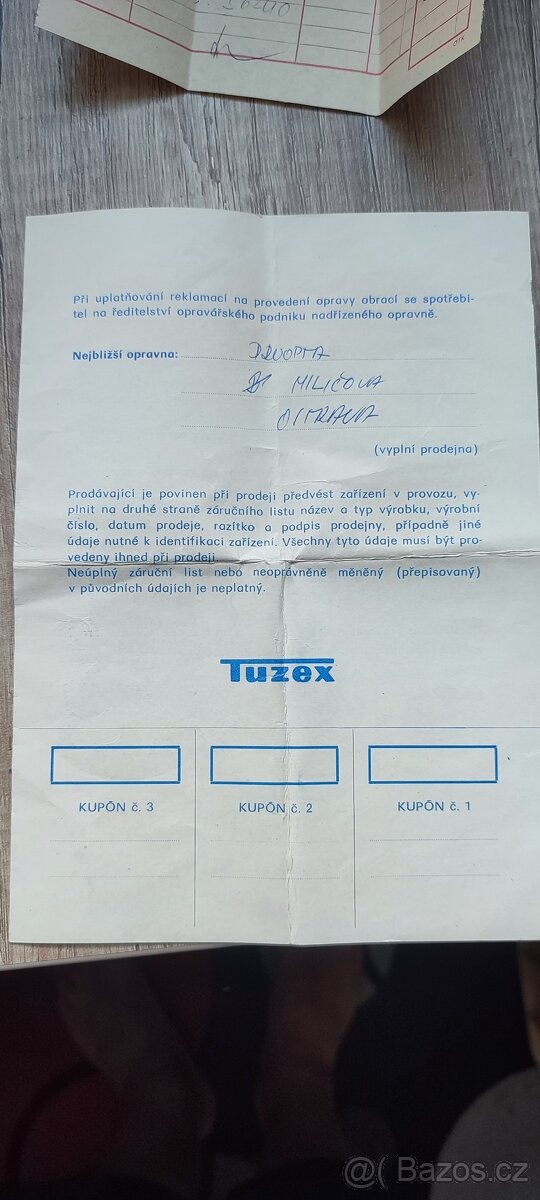 36200
OTK
Při uplatňování reklamací na provedení opravy obrací se spotřebi-
tel na ředitelství opravářského podniku nadřízeného opravně.
Nejbližší opravna: DRUOPTA
MILIČOVA
OSTRAVA
(vyplní prodejna)
Prodávající je povinen při prodeji předvést zařízení v provozu, vy-
plnit na druhé straně záručního listu název a typ výrobku, výrobní
číslo, datum prodeje, razítko a podpis prodejny, případně jiné
údaje nutné k identifikaci zařízení. Všechny tyto údaje musí být pro-
vedeny ihned při prodeji.
Neúplný záruční list nebo neoprávněně měněný (přepisovaný)
v původních údajích je neplatný.
Tuzex
KUPÓN č. 3 KUPÓN č. 2 KUPÓN č. 1
@( Bazos.cz